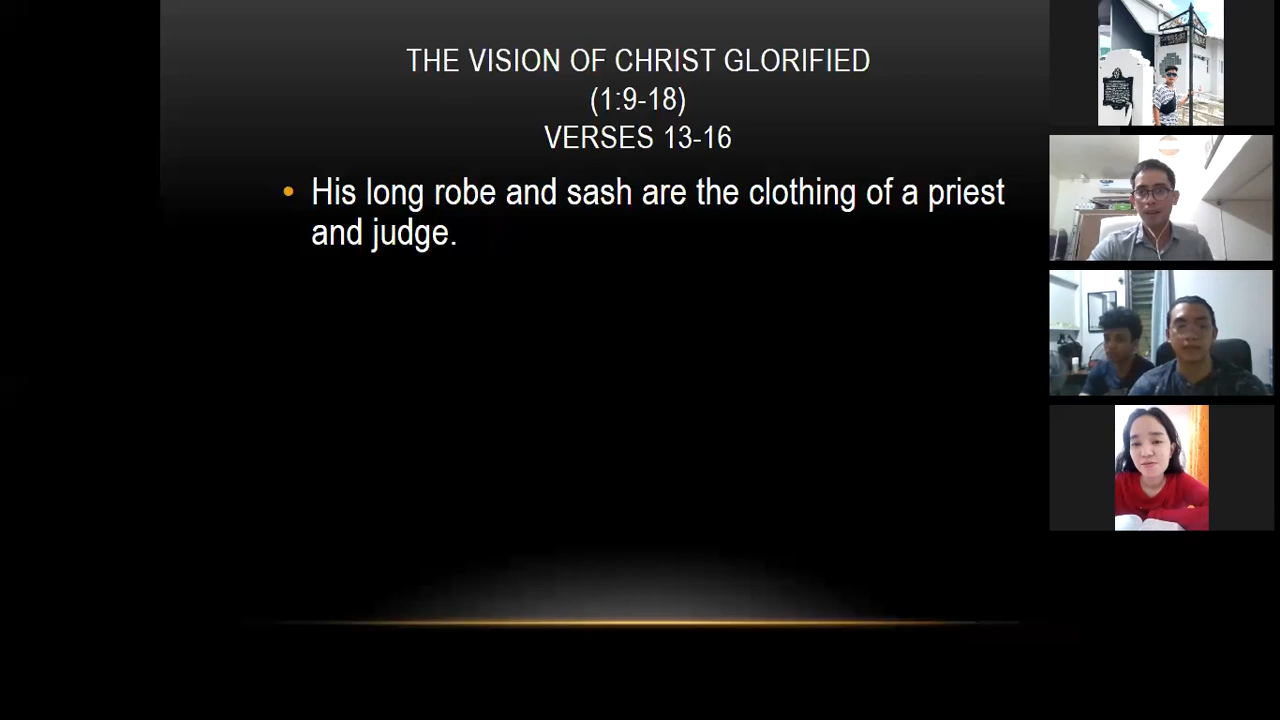 THE VISION OF CHRIST GLORIFIED
(1:9-18)
VERSES 13-16
• His long robe and sash are the clothing of a priest
and judge.